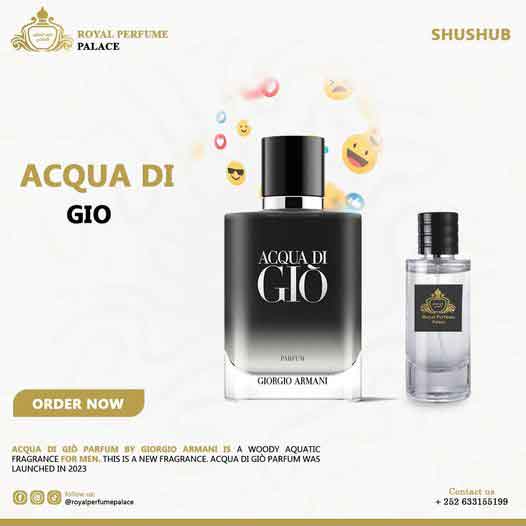 ROYAL PERFUME
PALACE
SHUSHUB
ACQUA DI
GIO
ACQUA DI
GIÒ
PARFUM
GIORGIO ARMANI
ROYAL PERFUME
PALACE
ORDER NOW
ACQUA DI GIÒ PARFUM BY GIORGIO ARMANI IS A WOODY AQUATIC
FRAGRANCE FOR MEN. THIS IS A NEW FRAGRANCE. ACQUA DI GIÒ PARFUM WAS
LAUNCHED IN 2023
follow us:
@royalperfumepalace
Contact us
+ 252 633155199